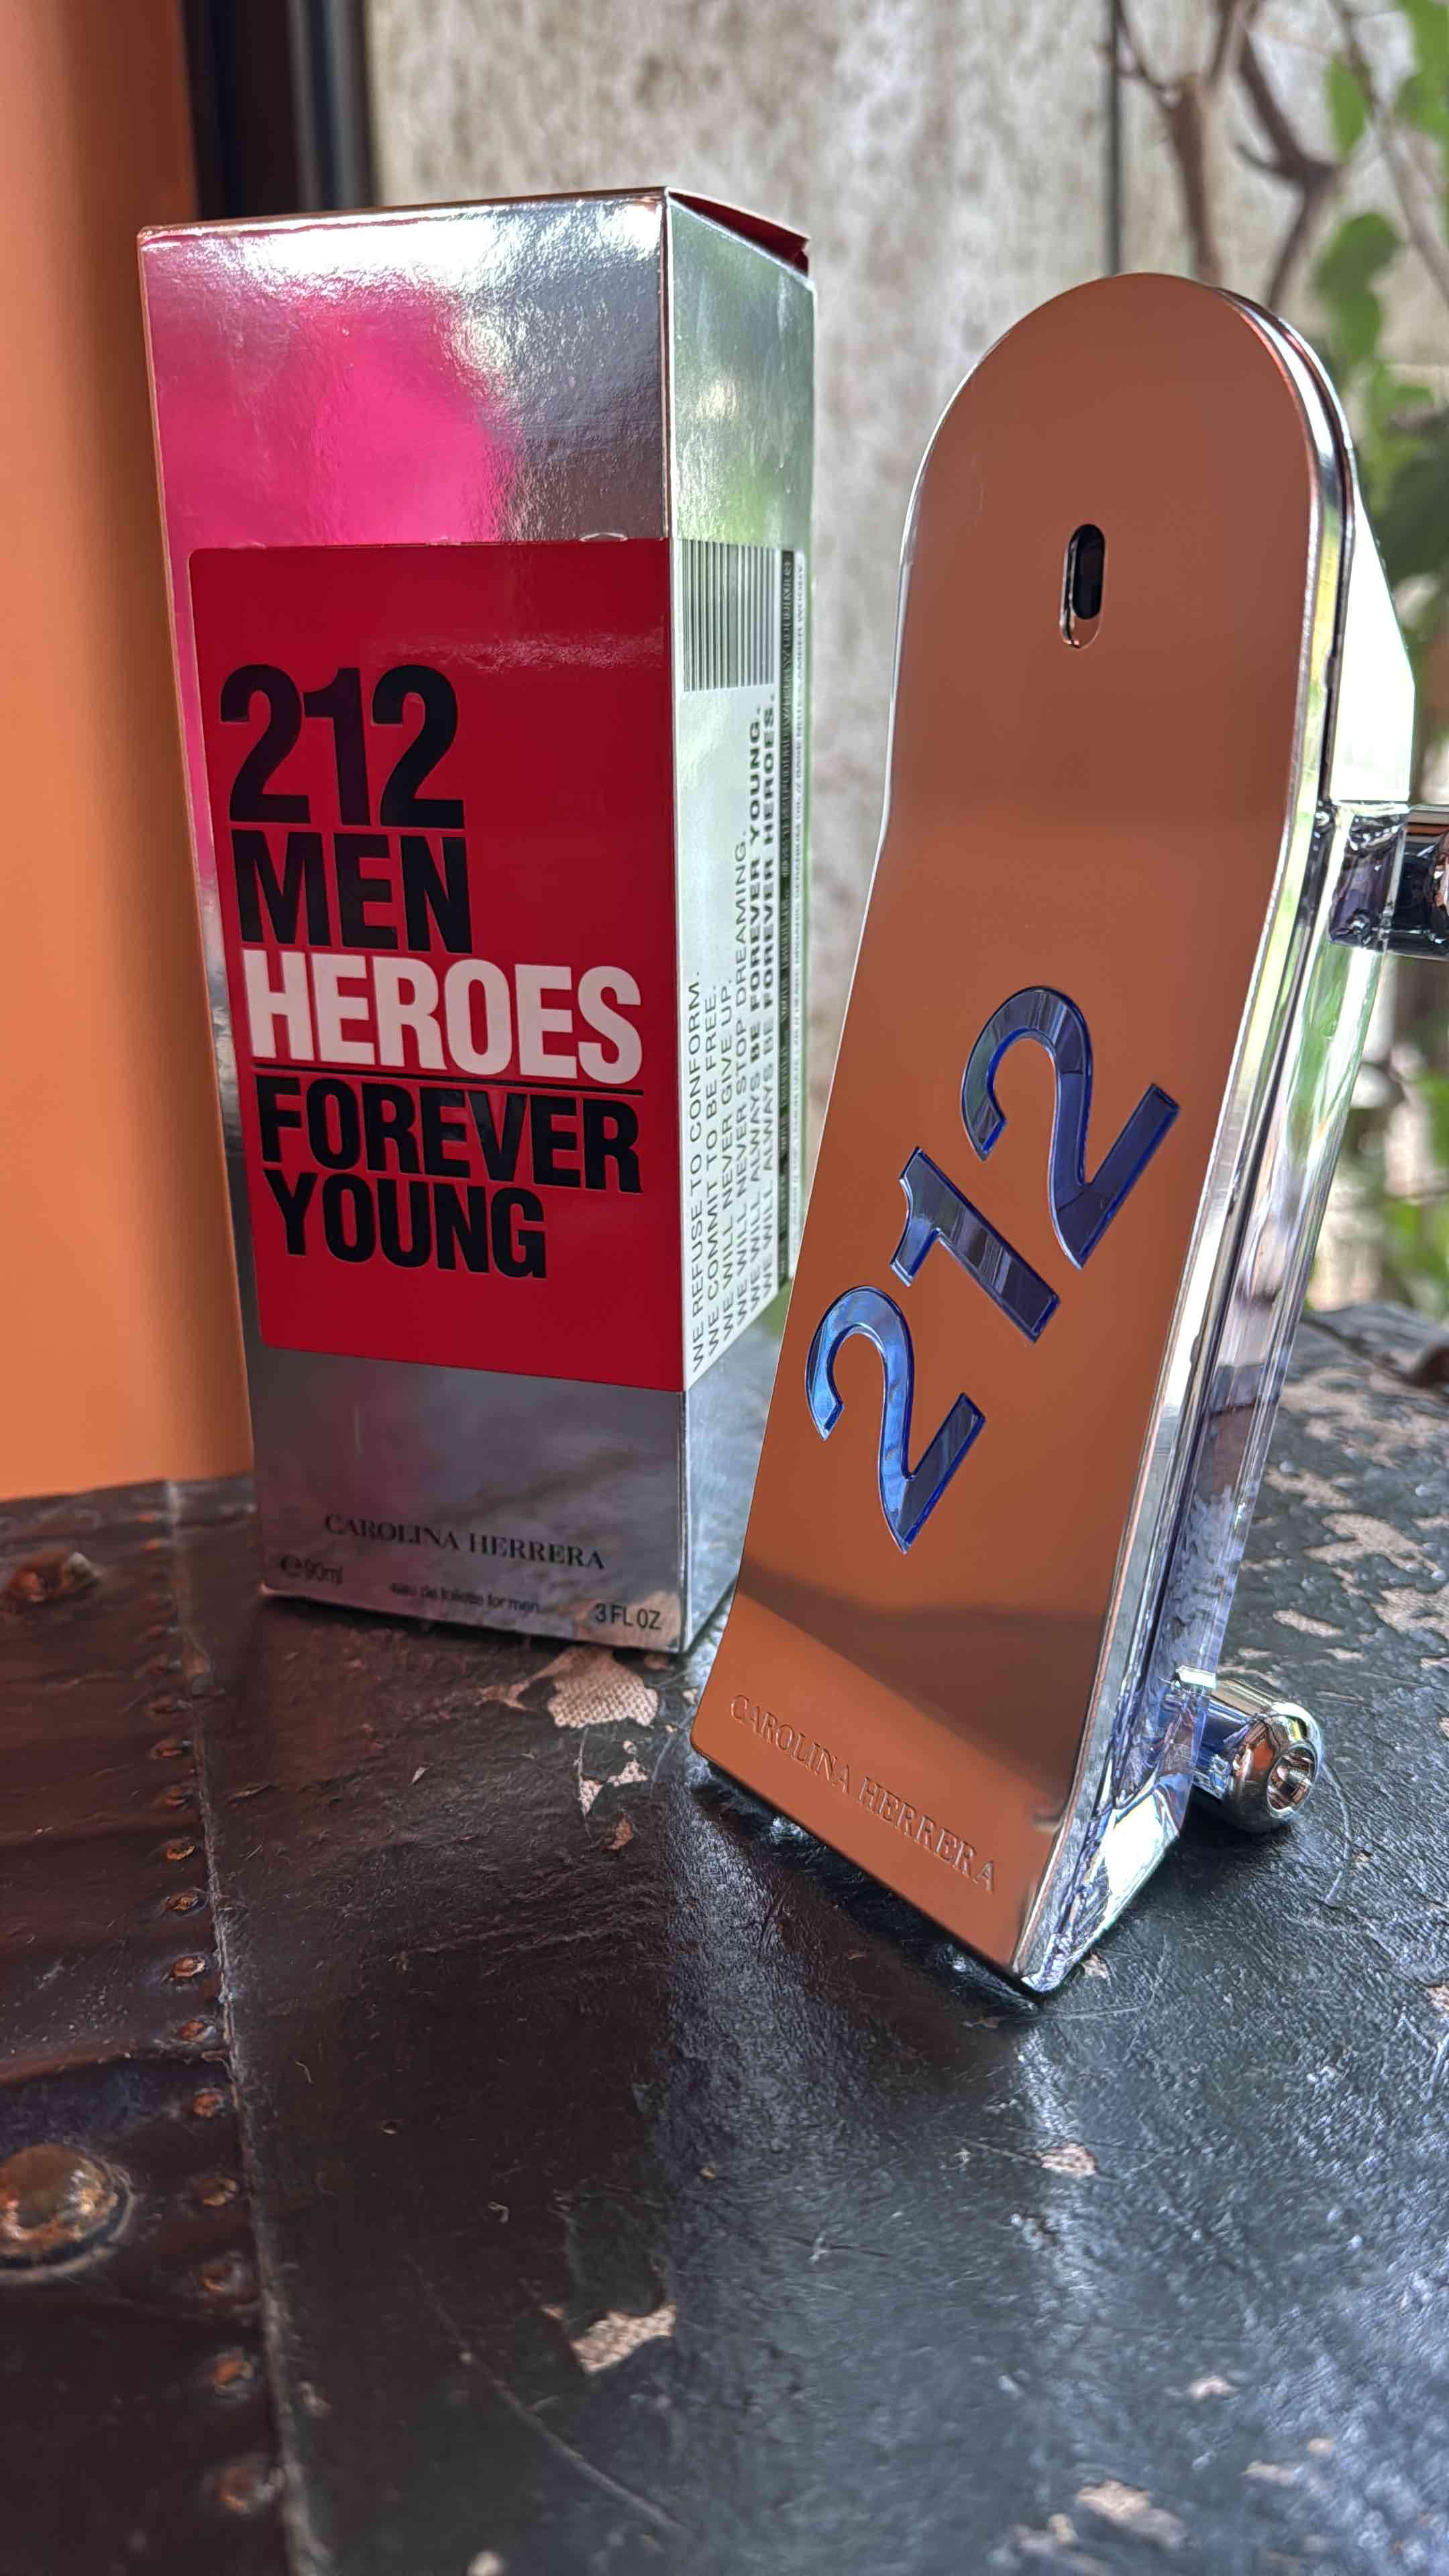 212
MEN
HEROES
FOREVER
YOUNG
CAROLINA HERRERA
e 90ml
eau de toilette for men
3 FL OZ
WE REFUSE TO CONFORM.
WE COMMIT TO BE FREE.
WE WILL NEVER GIVE UP.
WE WILL NEVER STOP DREAMING.
WE WILL ALWAYS BE FOREVER YOUNG.
WE WILL ALWAYS BE FOREVER HEROES.
212
CAROLINA HERRERA